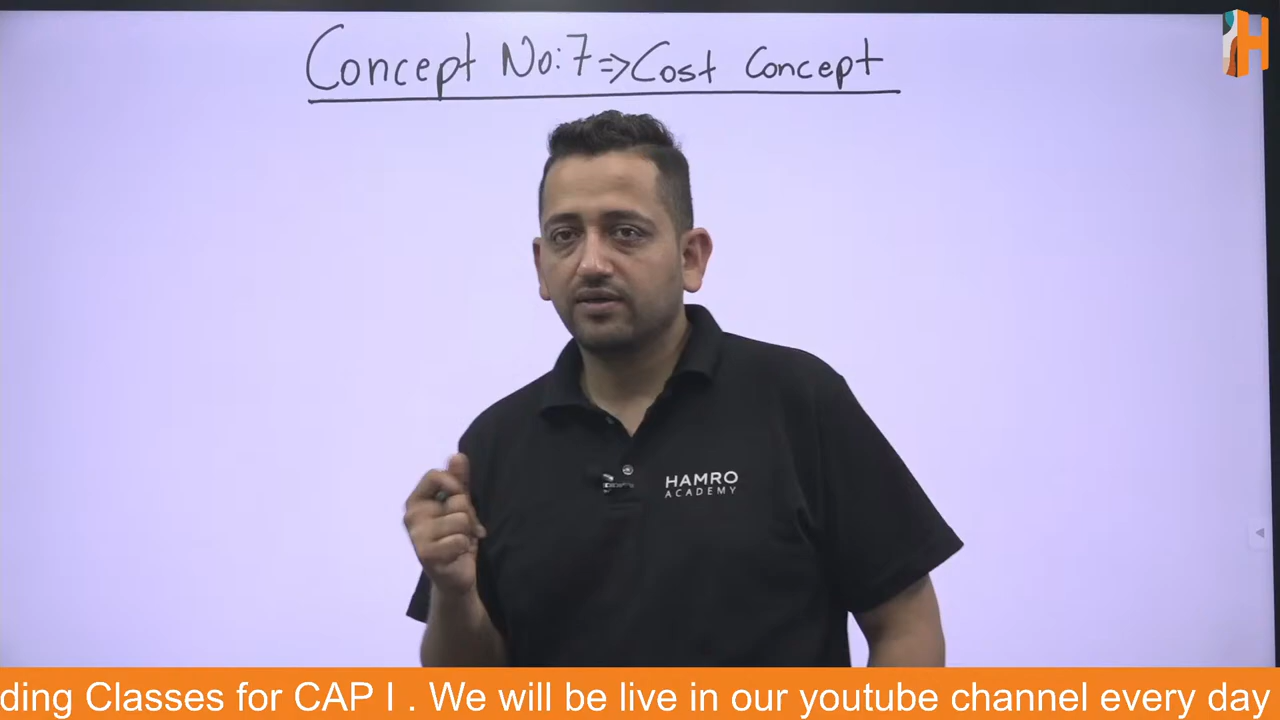 Concept No:7 => Cost Concept
HAMRO
ACADEMY
ding Classes for CAP I . We will be live in our youtube channel every day